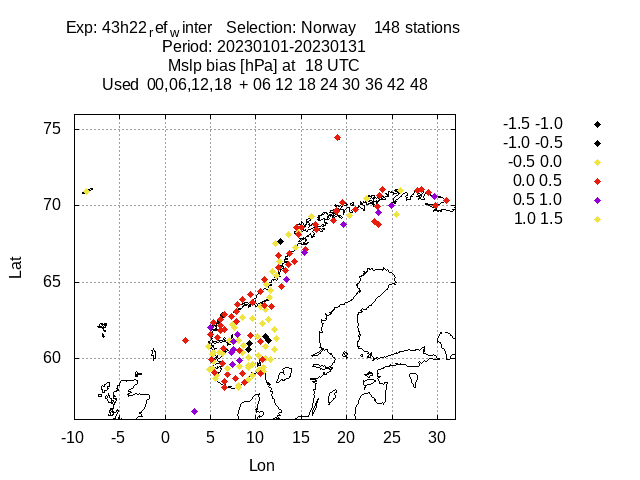 Exp: 43h22refwinter Selection: Norway 148 stations
Period: 20230101-20230131
Mslp bias [hPa] at 18 UTC
Used 00,06,12,18 + 06 12 18 24 30 36 42 48
75
70
65
60
-10 -5 0 5 10 15 20 25 30
Lat
Lon
-1.5 -1.0
-1.0 -0.5
-0.5 0.0
0.0 0.5
0.5 1.0
1.0 1.5